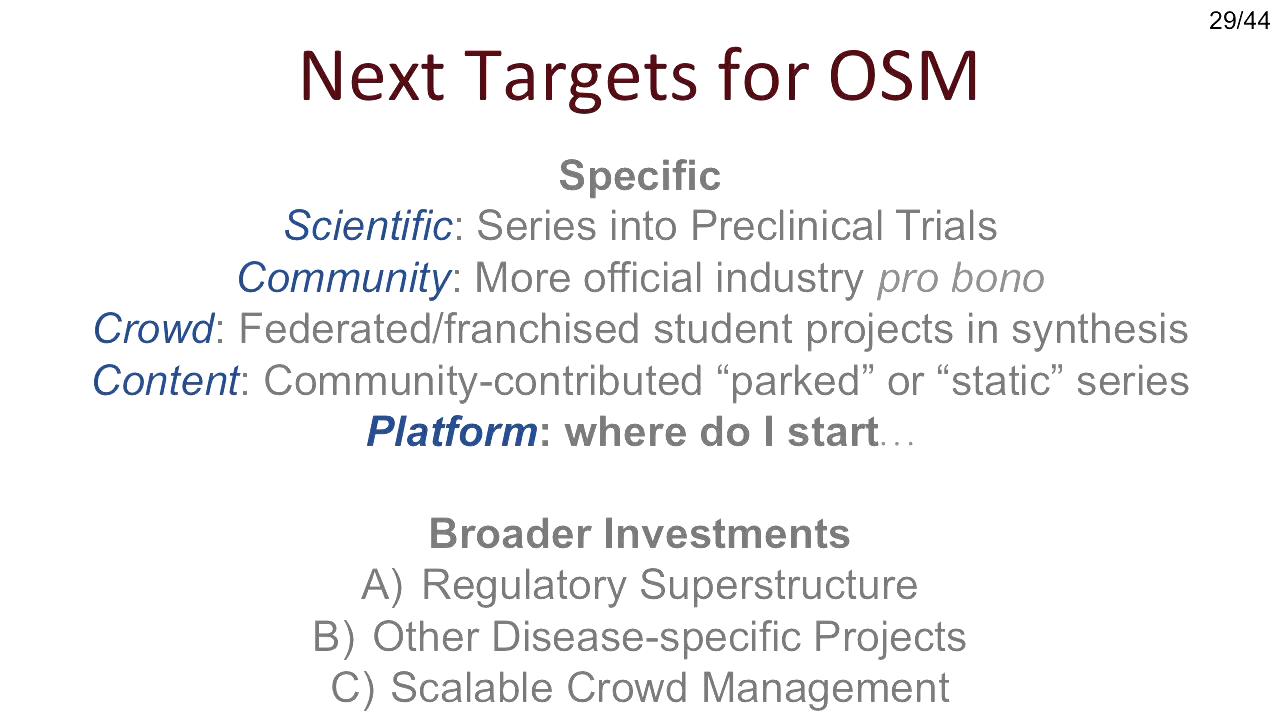 29/44
Next Targets for OSM
Specific
Scientific: Series into Preclinical Trials
Community: More official industry pro bono
Crowd: Federated/franchised student projects in synthesis
Content: Community-contributed “parked” or “static” series
Platform: where do I start…
Broader Investments
A) Regulatory Superstructure
B) Other Disease-specific Projects
C) Scalable Crowd Management